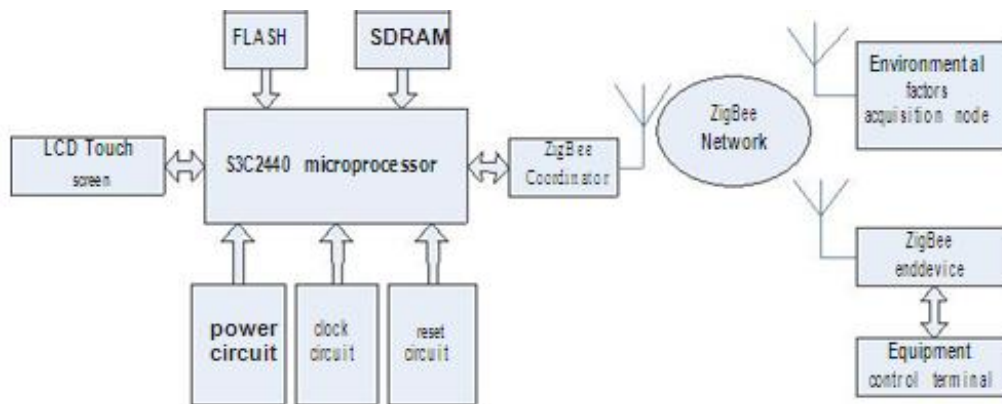 FLASH
SDRAM
Environmental
factors
acquisition node
ZigBee
Network
LCD Touch
screen
S3C2440 microprocessor
ZigBee
Coordinator
ZigBee
enddevice
power
circuit
clock
circuit
reset
circuit
Equipment
control terminal